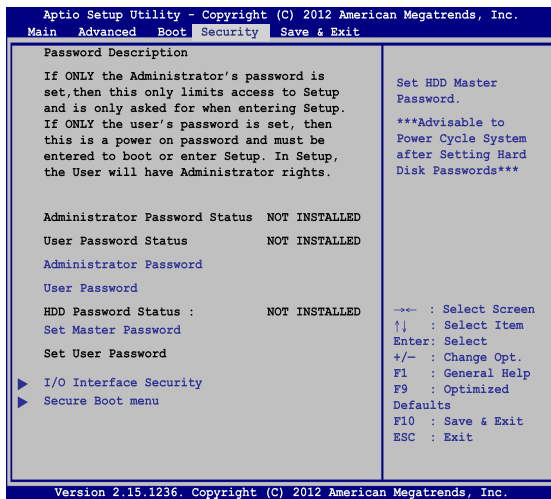 Aptio Setup Utility - Copyright (C) 2012 American Megatrends, Inc.
Main Advanced Boot Security Save & Exit
Password Description
If ONLY the Administrator's password is
set,then this only limits access to Setup
and is only asked for when entering Setup.
If ONLY the user's password is set, then
this is a power on password and must be
entered to boot or enter Setup. In Setup,
the User will have Administrator rights.
Administrator Password Status NOT INSTALLED
User Password Status NOT INSTALLED
Administrator Password
User Password
HDD Password Status : NOT INSTALLED
Set Master Password
Set User Password
I/O Interface Security
Secure Boot menu
Set HDD Master
Password.
***Advisable to
Power Cycle System
after Setting Hard
Disk Passwords***
→← : Select Screen
↑↓ : Select Item
Enter: Select
+/— : Change Opt.
F1 : General Help
F9 : Optimized
Defaults
F10 : Save & Exit
ESC : Exit
Version 2.15.1236. Copyright (C) 2012 American Megatrends, Inc.